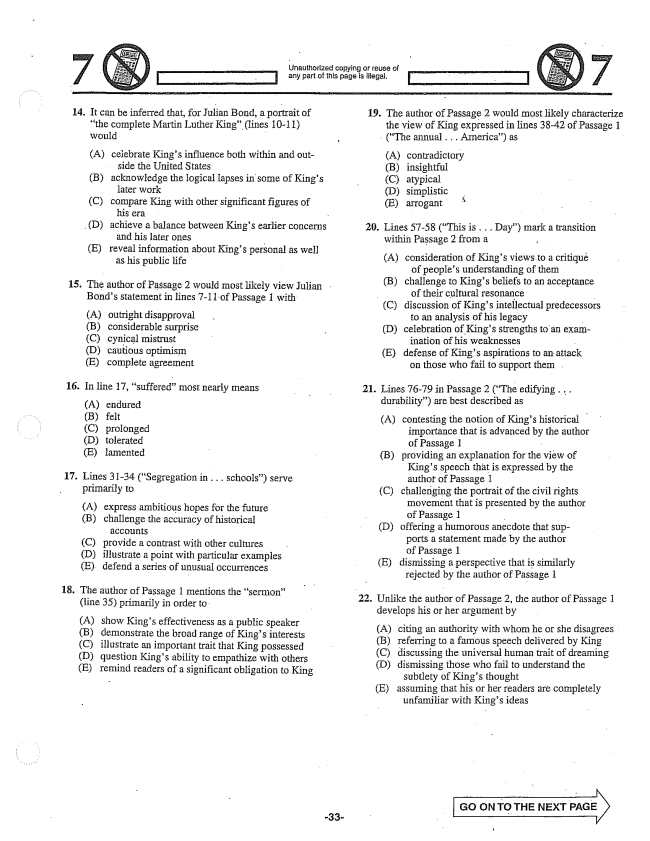 7
Unauthorized copying or reuse of
any part of this page is illegal.
7
14. It can be inferred that, for Julian Bond, a portrait of
"the complete Martin Luther King" (lines 10-11)
would
(A) celebrate King's influence both within and out-
side the United States
(B) acknowledge the logical lapses in some of King's
later work
(C) compare King with other significant figures of
his era
(D) achieve a balance between King's earlier concerns
and his later ones
(E) reveal information about King's personal as well
as his public life
15. The author of Passage 2 would most likely view Julian
Bond's statement in lines 7-11 of Passage 1 with
(A) outright disapproval
(B) considerable surprise
(C) cynical mistrust
(D) cautious optimism
(E) complete agreement
16. In line 17, "suffered" most nearly means
(A) endured
(B) felt
(C) prolonged
(D) tolerated
(E) lamented
17. Lines 31-34 ("Segregation in . . . schools") serve
primarily to
(A) express ambitious hopes for the future
(B) challenge the accuracy of historical
accounts
(C) provide a contrast with other cultures
(D) illustrate a point with particular examples
(E) defend a series of unusual occurrences
18. The author of Passage 1 mentions the "sermon"
(line 35) primarily in order to
(A) show King's effectiveness as a public speaker
(B) demonstrate the broad range of King's interests
(C) illustrate an important trait that King possessed
(D) question King's ability to empathize with others
(E) remind readers of a significant obligation to King
19. The author of Passage 2 would most likely characterize
the view of King expressed in lines 38-42 of Passage 1
("The annual . . . America") as
(A) contradictory
(B) insightful
(C) atypical
(D) simplistic
(E) arrogant
20. Lines 57-58 ("This is . . . Day") mark a transition
within Passage 2 from a
(A) consideration of King's views to a critique
of people's understanding of them
(B) challenge to King's beliefs to an acceptance
of their cultural resonance
(C) discussion of King's intellectual predecessors
to an analysis of his legacy
(D) celebration of King's strengths to an exam-
ination of his weaknesses
(E) defense of King's aspirations to an attack
on those who fail to support them
21. Lines 76-79 in Passage 2 ("The edifying . . .
durability") are best described as
(A) contesting the notion of King's historical
importance that is advanced by the author
of Passage 1
(B) providing an explanation for the view of
King's speech that is expressed by the
author of Passage 1
(C) challenging the portrait of the civil rights
movement that is presented by the author
of Passage 1
(D) offering a humorous anecdote that sup-
ports a statement made by the author
of Passage 1
(E) dismissing a perspective that is similarly
rejected by the author of Passage 1
22. Unlike the author of Passage 2, the author of Passage 1
develops his or her argument by
(A) citing an authority with whom he or she disagrees
(B) referring to a famous speech delivered by King
(C) discussing the universal human trait of dreaming
(D) dismissing those who fail to understand the
subtlety of King's thought
(E) assuming that his or her readers are completely
unfamiliar with King's ideas
-33-
GO ON TO THE NEXT PAGE